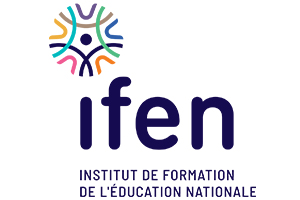 ifen
INSTITUT DE FORMATION
DE L'ÉDUCATION NATIONALE